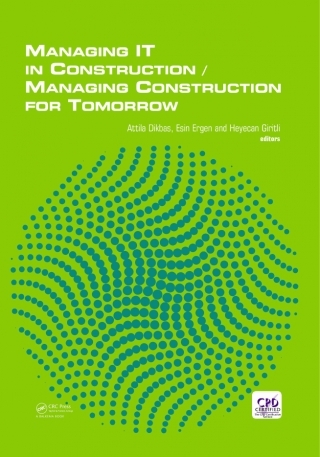 MANAGING IT
IN CONSTRUCTION /
MANAGING CONSTRUCTION
FOR TOMORROW
Attila Dikbas, Esin Ergen and Heyecan Giritli
editors
CRC Press
CPD
CERTIFIED